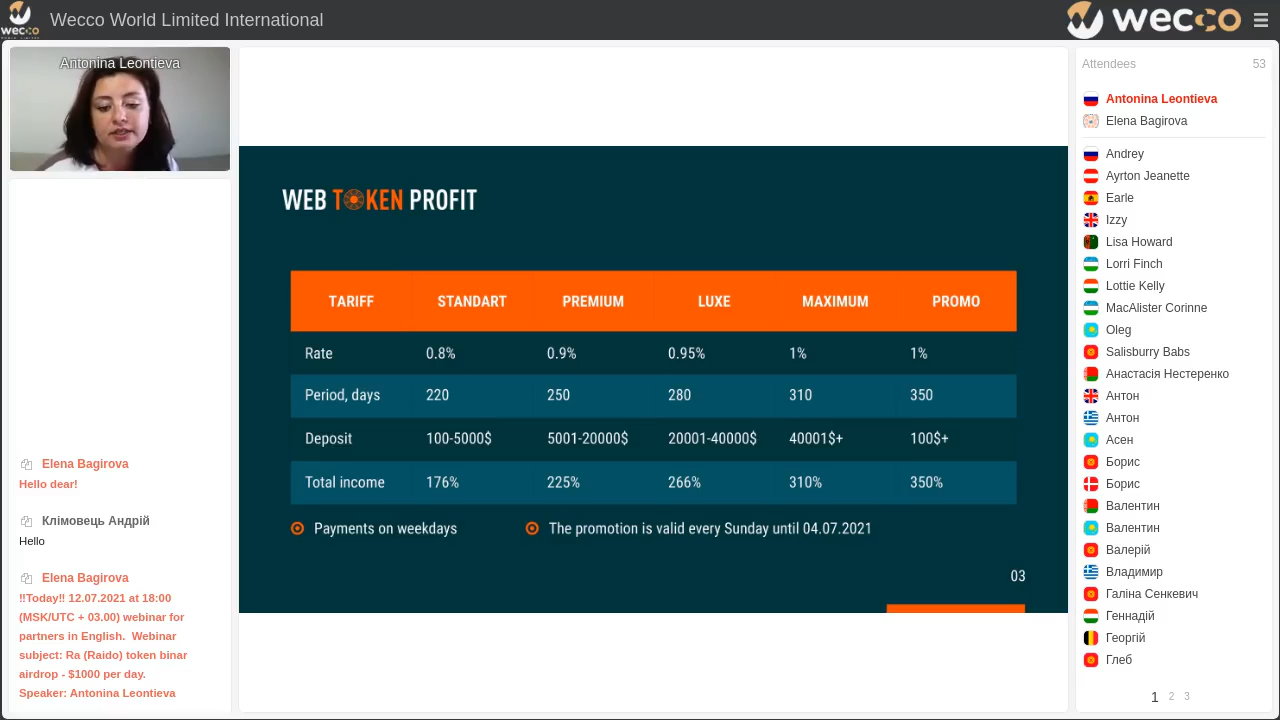 wecco
WORLD LIMITED
Wecco World Limited International
wecco
Antonina Leontieva
Elena Bagirova
Hello dear!
Клімовець Андрій
Hello
Elena Bagirova
‼Today‼ 12.07.2021 at 18:00
(MSK/UTC + 03.00) webinar for
partners in English.  Webinar
subject: Ra (Raido) token binar
airdrop - $1000 per day.
Speaker: Antonina Leontieva
WEB TOKEN PROFIT
TARIFF STANDART PREMIUM LUXE MAXIMUM PROMO
Rate 0.8% 0.9% 0.95% 1% 1%
Period, days 220 250 280 310 350
Deposit 100-5000$ 5001-20000$ 20001-40000$ 40001$+ 100$+
Total income 176% 225% 266% 310% 350%
Payments on weekdays The promotion is valid every Sunday until 04.07.2021
03
Attendees 53
Antonina Leontieva
Elena Bagirova
Andrey
Ayrton Jeanette
Earle
Izzy
Lisa Howard
Lorri Finch
Lottie Kelly
MacAlister Corinne
Oleg
Salisburry Babs
Анастасія Нестеренко
Антон
Антон
Асен
Борис
Борис
Валентин
Валентин
Валерій
Владимир
Галіна Сенкевич
Геннадій
Георгій
Глеб
1 2 3